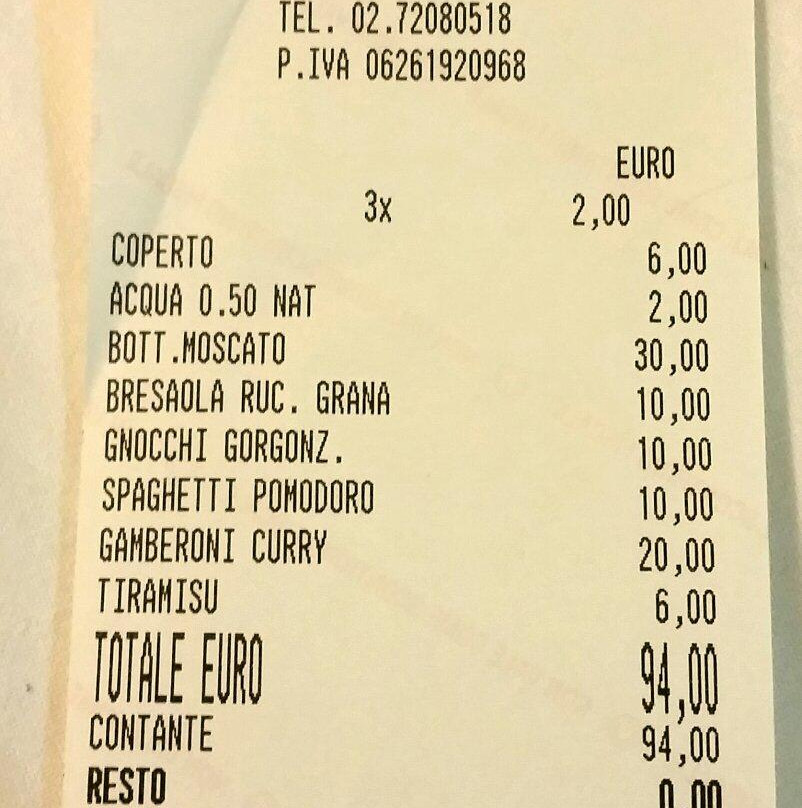 TEL. 02.72080518
P.IVA 06261920968
EURO
3x 2,00
COPERTO 6,00
ACQUA 0.50 NAT 2,00
BOTT.MOSCATO 30,00
BRESAOLA RUC. GRANA 10,00
GNOCCHI GORGONZ. 10,00
SPAGHETTI POMODORO 10,00
GAMBERONI CURRY 20,00
TIRAMISU 6,00
TOTALE EURO 94,00
CONTANTE 94,00
RESTO 0,00